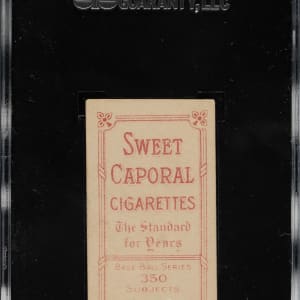 GUARANTY, LLC
SWEET
CAPORAL
CIGARETTES
The Standard
for Years
BASE BALL SERIES
350
SUBJECTS